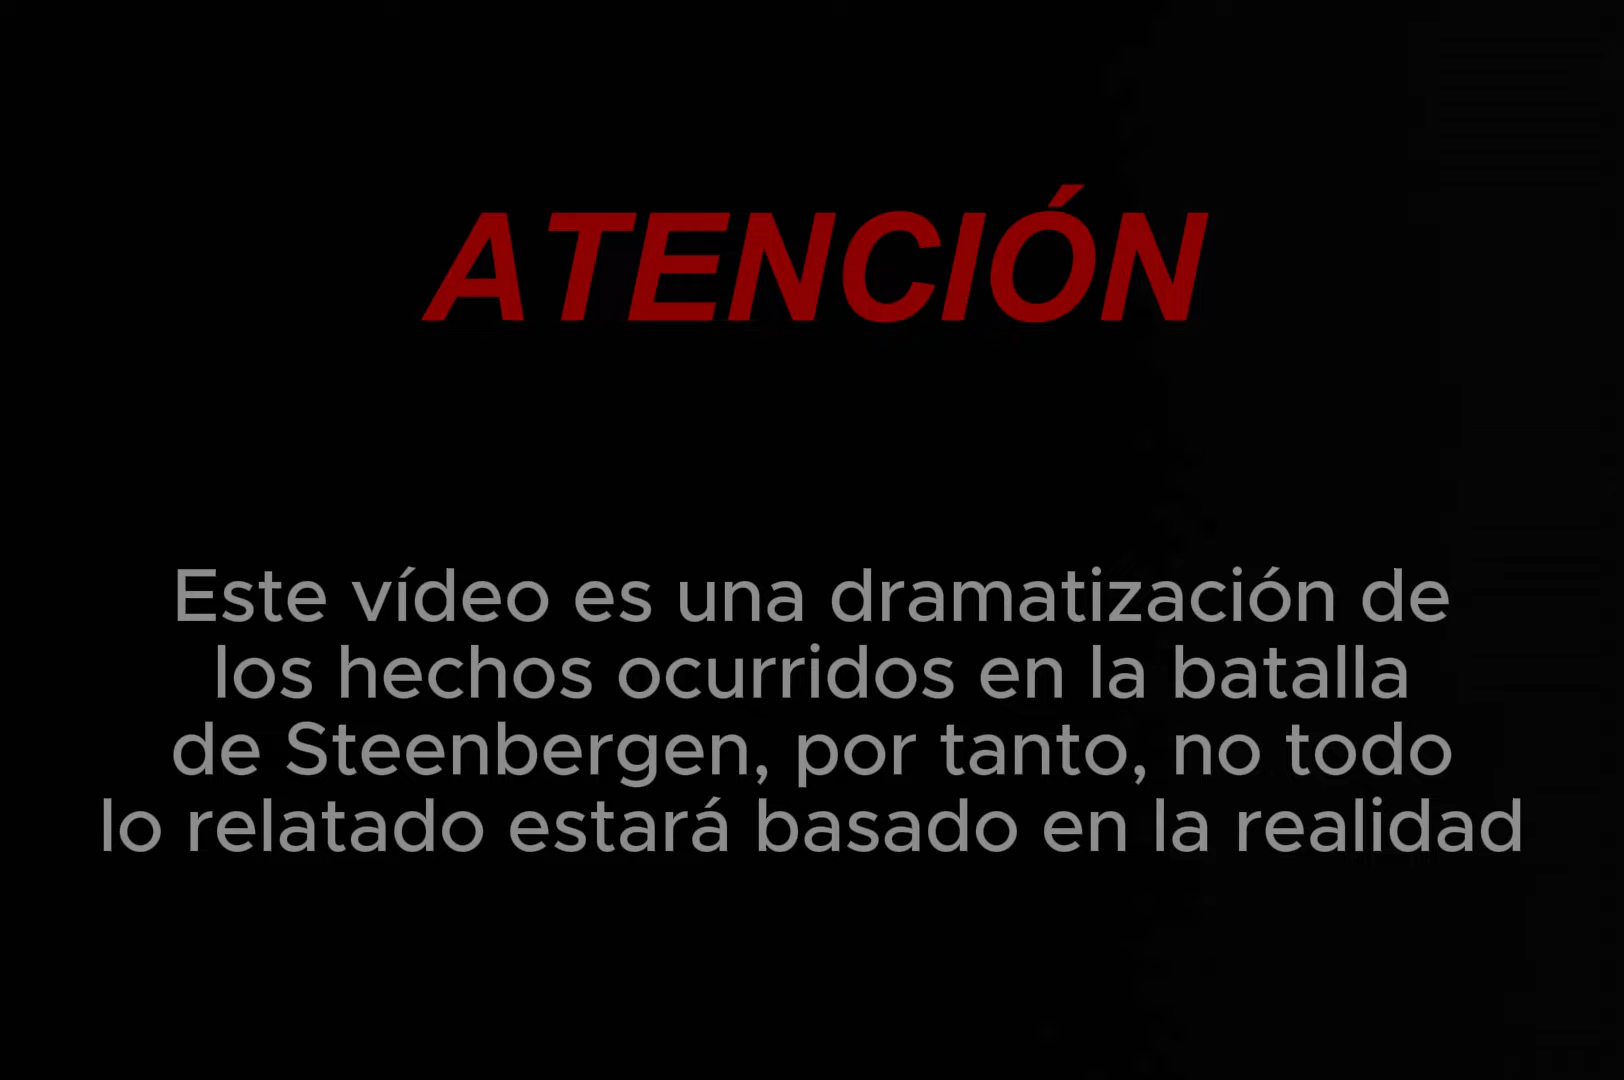 ATENCIÓN
Este vídeo es una dramatización de
los hechos ocurridos en la batalla
de Steenbergen, por tanto, no todo
lo relatado estará basado en la realidad